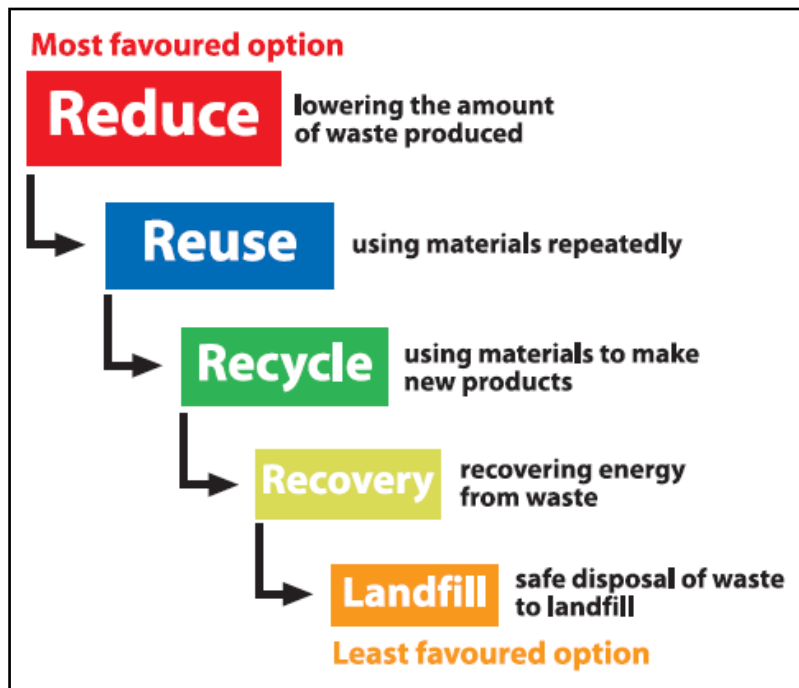 Most favoured option
Reduce
lowering the amount
of waste produced
Reuse
using materials repeatedly
Recycle
using materials to make
new products
Recovery
recovering energy
from waste
Landfill
safe disposal of waste
to landfill
Least favoured option